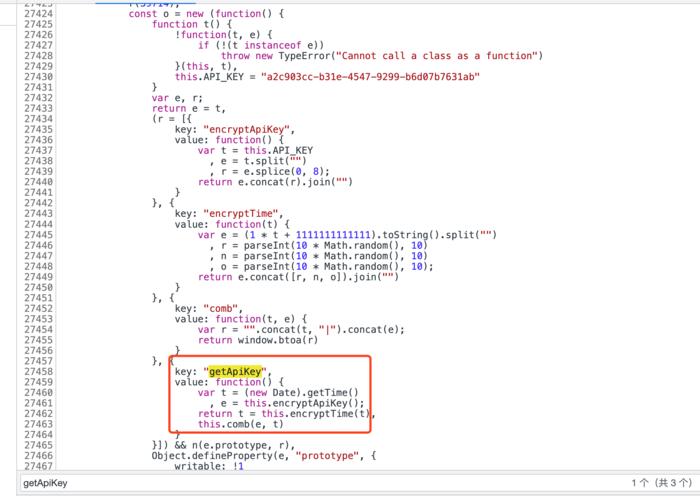 27424 const o = new (function() {
27425 function t() {
27426 !function(t, e) {
27427 if (!(t instanceof e))
27428 throw new TypeError("Cannot call a class as a function")
27429 }(this, t),
27430 this.API_KEY = "a2c903cc-b31e-4547-9299-b6d07b7631ab"
27431 }
27432 var e, r;
27433 return e = t,
27434 (r = [{
27435 key: "encryptApiKey",
27436 value: function() {
27437 var t = this.API_KEY
27438 , e = t.split("")
27439 , r = e.splice(0, 8);
27440 return e.concat(r).join("")
27441 }
27442 }, {
27443 key: "encryptTime",
27444 value: function(t) {
27445 var e = (1 * t + 1111111111111).toString().split("")
27446 , r = parseInt(10 * Math.random(), 10)
27447 , n = parseInt(10 * Math.random(), 10)
27448 , o = parseInt(10 * Math.random(), 10);
27449 return e.concat([r, n, o]).join("")
27450 }
27451 }, {
27452 key: "comb",
27453 value: function(t, e) {
27454 var r = "".concat(t, "|").concat(e);
27455 return window.btoa(r)
27456 }
27457 }, {
27458 key: "getApiKey",
27459 value: function() {
27460 var t = (new Date).getTime()
27461 , e = this.encryptApiKey();
27462 return t = this.encryptTime(t),
27463 this.comb(e, t)
27464 }
27465 }]) && n(e.prototype, r),
27466 Object.defineProperty(e, "prototype", {
27467 writable: !1
getApiKey 1 个（共 3 个）